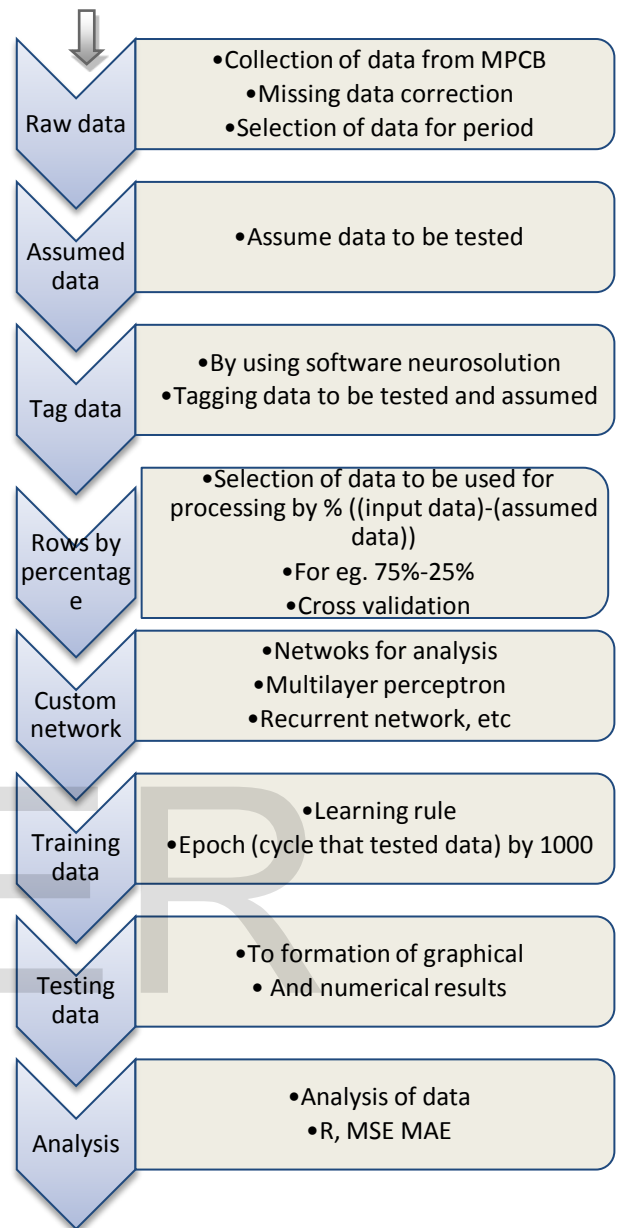 Raw data
•Collection of data from MPCB
•Missing data correction
•Selection of data for period
Assumed
data
•Assume data to be tested
Tag data
•By using software neurosolution
•Tagging data to be tested and assumed
Rows by
percentag
e
•Selection of data to be used for
processing by % ((input data)-(assumed
data))
•For eg. 75%-25%
•Cross validation
Custom
network
•Netwoks for analysis
•Multilayer perceptron
•Recurrent network, etc
Training
data
•Learning rule
•Epoch (cycle that tested data) by 1000
Testing
data
•To formation of graphical
• And numerical results
Analysis
•Analysis of data
•R, MSE MAE
ER